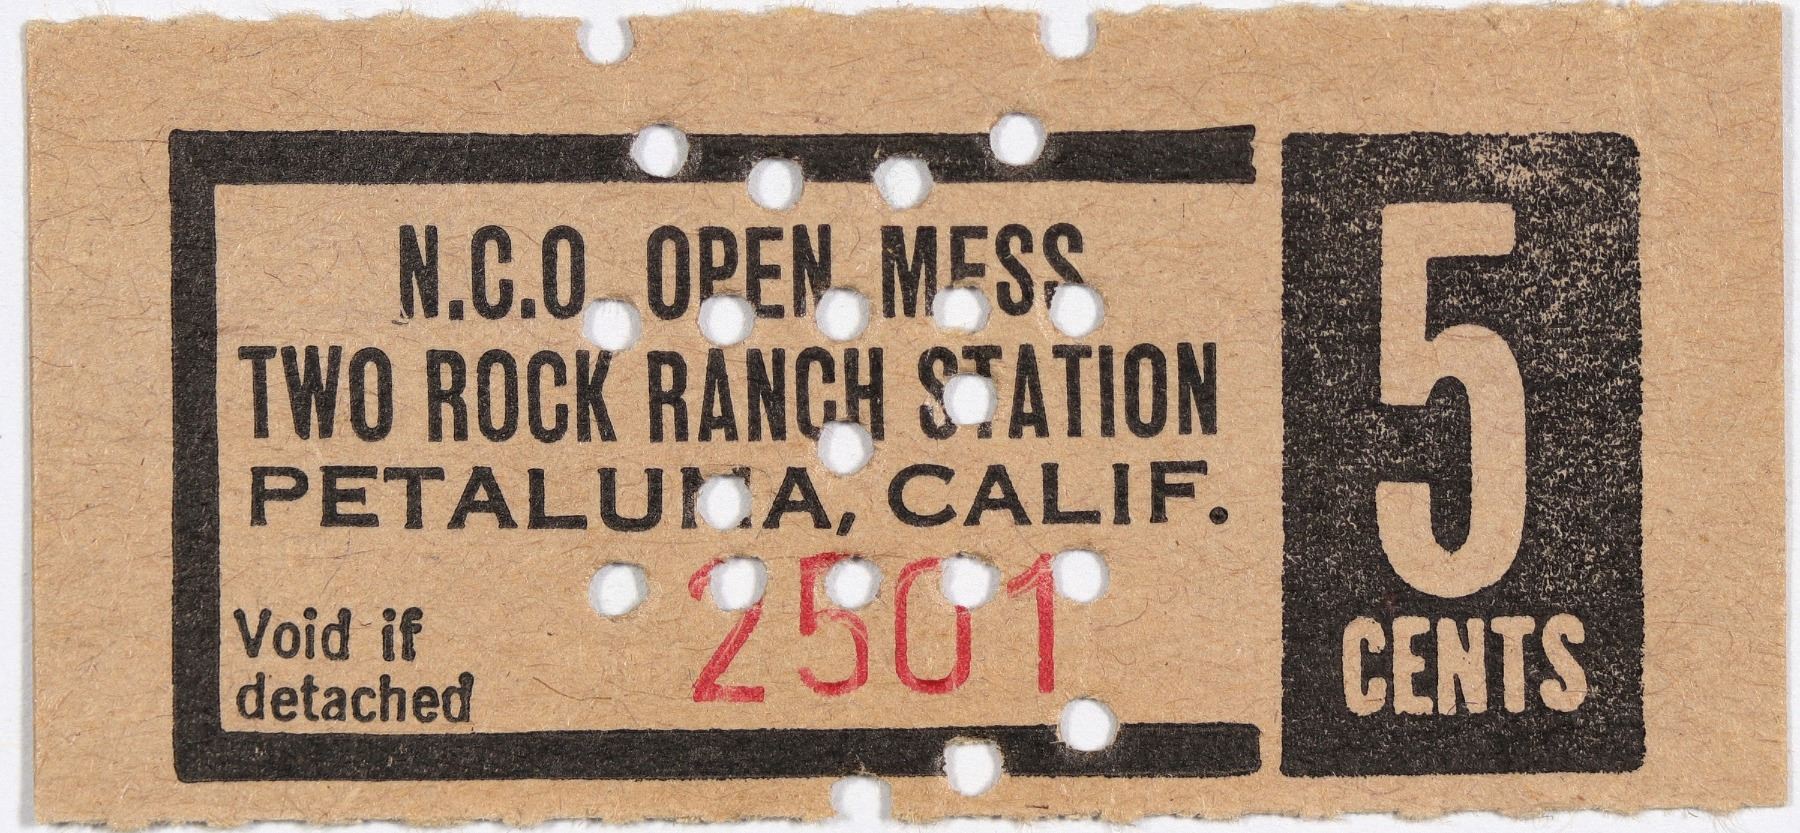 N.C.O. OPEN MESS
TWO ROCK RANCH STATION
PETALUMA, CALIF.
2501
Void if
detached
5
CENTS